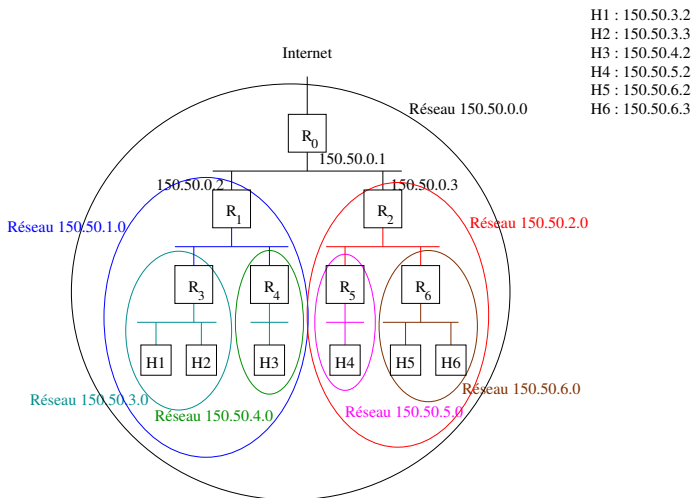 H1 : 150.50.3.2
H2 : 150.50.3.3
H3 : 150.50.4.2
H4 : 150.50.5.2
H5 : 150.50.6.2
H6 : 150.50.6.3
Internet
Réseau 150.50.0.0
R0
150.50.0.1
150.50.0.2
150.50.0.3
R1
R2
Réseau 150.50.1.0
Réseau 150.50.2.0
R3
R4
R5
R6
H1
H2
H3
H4
H5
H6
Réseau 150.50.3.0
Réseau 150.50.4.0
Réseau 150.50.5.0
Réseau 150.50.6.0